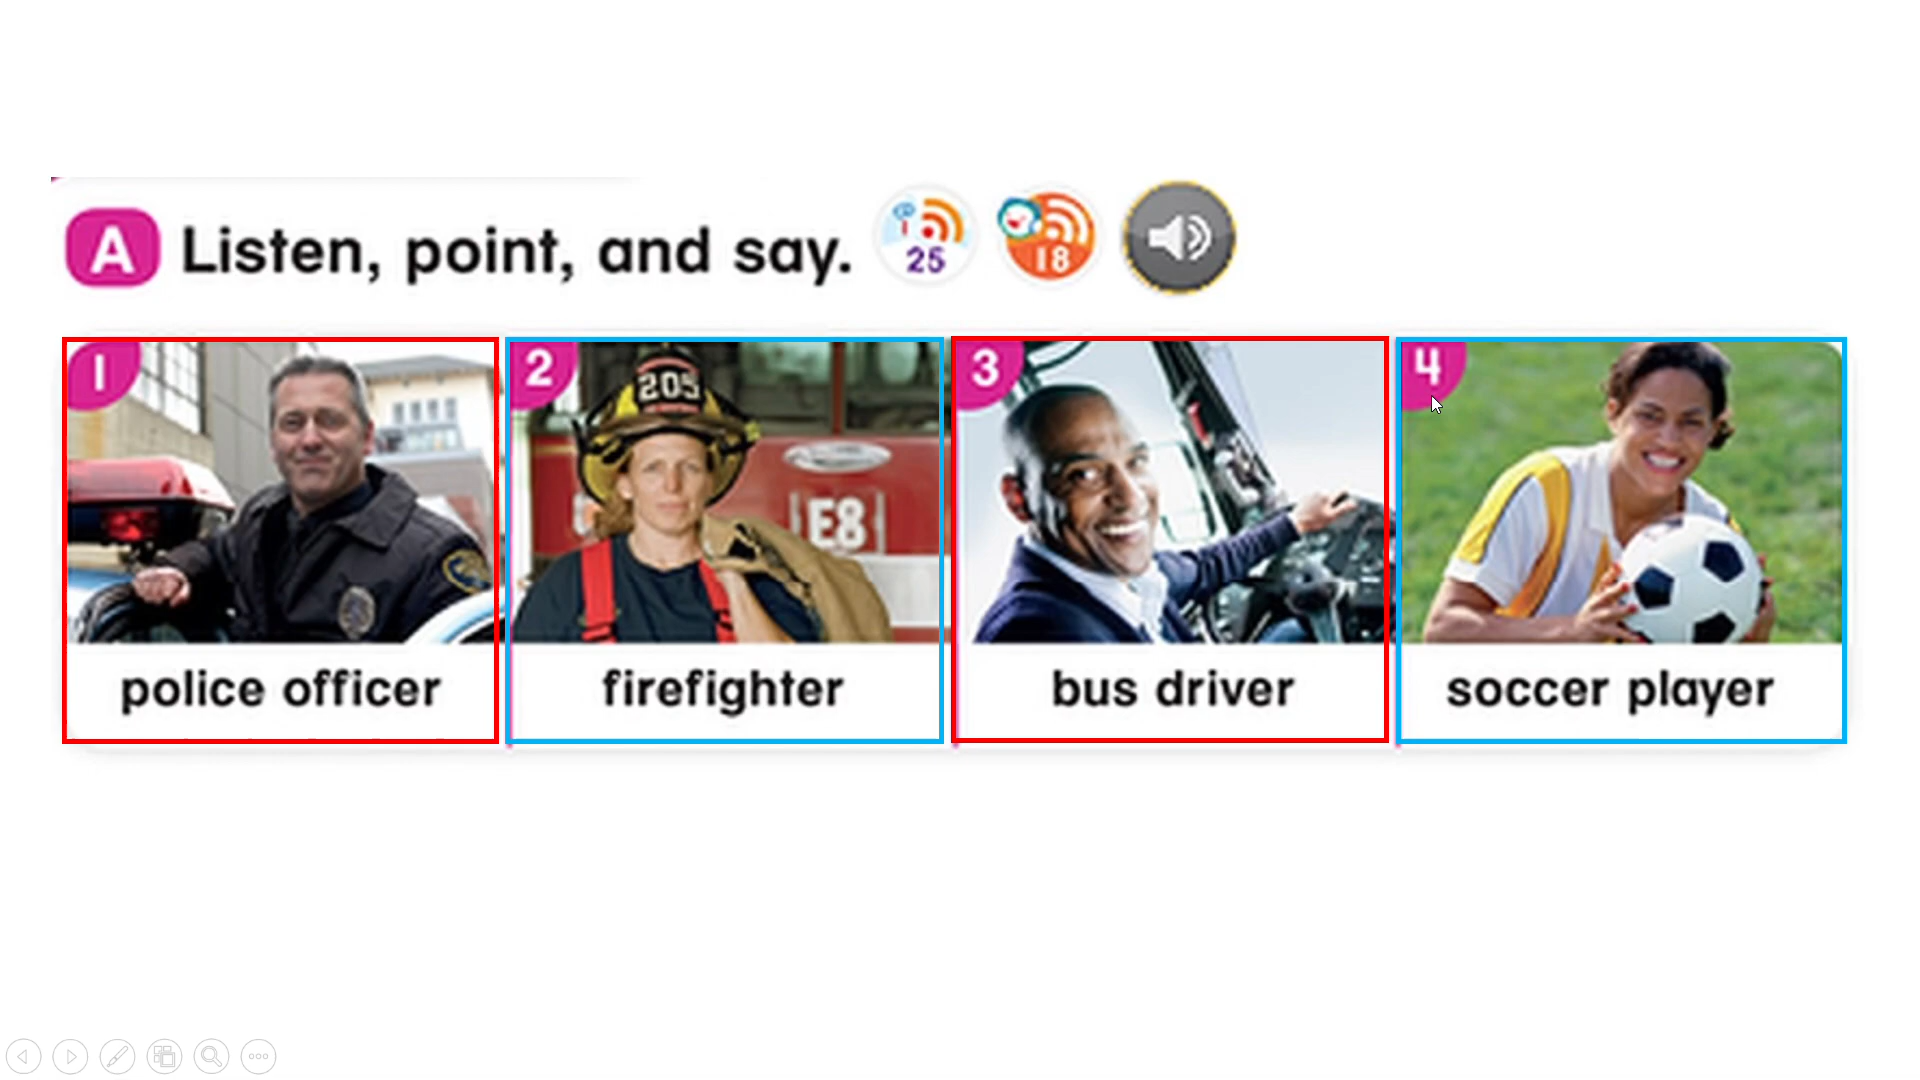 A Listen, point, and say. 25 18
1
2
205
E8
3
4
police officer
firefighter
bus driver
soccer player